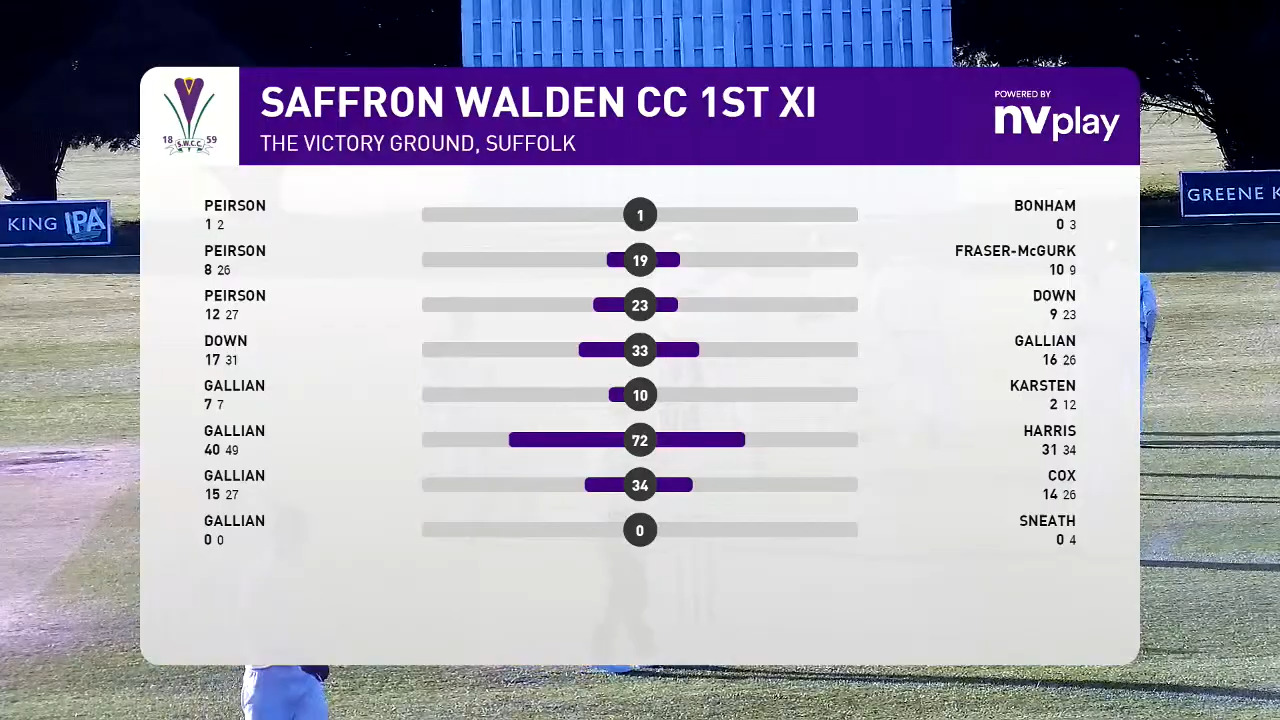 SAFFRON WALDEN CC 1ST XI
THE VICTORY GROUND, SUFFOLK
POWERED BY
nvplay
18 59
S.W.C.C.
PEIRSON
1 2
1
BONHAM
0 3
PEIRSON
8 26
19
FRASER-McGURK
10 9
PEIRSON
12 27
23
DOWN
9 23
DOWN
17 31
33
GALLIAN
16 26
GALLIAN
7 7
10
KARSTEN
2 12
GALLIAN
40 49
72
HARRIS
31 34
GALLIAN
15 27
34
COX
14 26
GALLIAN
0 0
0
SNEATH
0 4
KING IPA
GREENE K